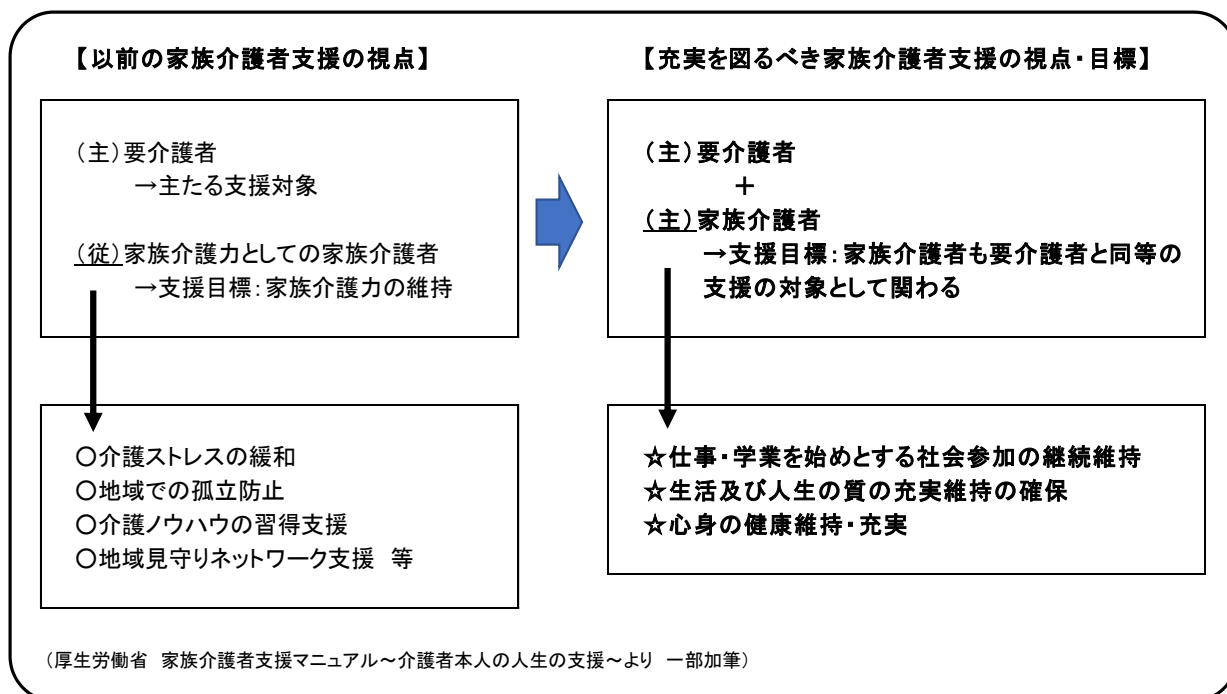 【以前の家族介護者支援の視点】
(主)要介護者
→主たる支援対象
(従)家族介護力としての家族介護者
→支援目標:家族介護力の維持
○介護ストレスの緩和
○地域での孤立防止
○介護ノウハウの習得支援
○地域見守りネットワーク支援 等
【充実を図るべき家族介護者支援の視点・目標】
(主)要介護者
+
(主)家族介護者
→支援目標:家族介護者も要介護者と同等の
支援の対象として関わる
☆仕事・学業を始めとする社会参加の継続維持
☆生活及び人生の質の充実維持の確保
☆心身の健康維持・充実
(厚生労働省 家族介護者支援マニュアル~介護者本人の人生の支援~より 一部加筆)